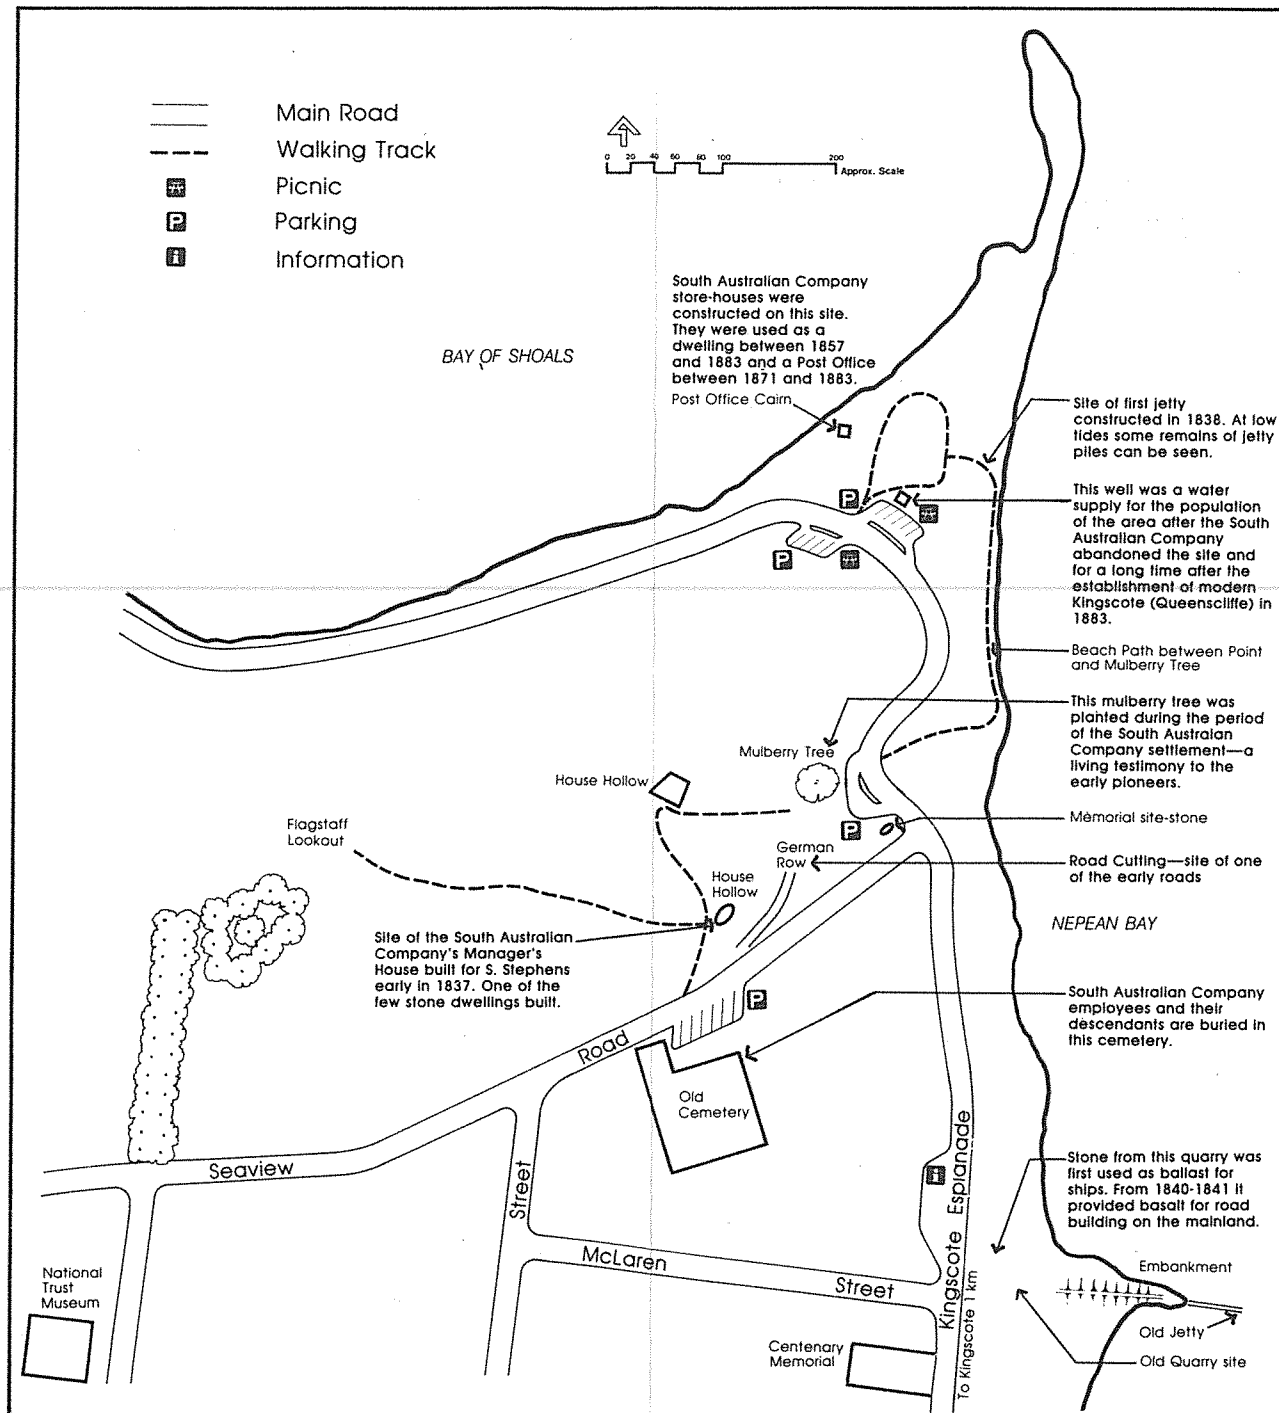 Main Road
Walking Track
Picnic
P
Parking
i
Information
0 20 40 60 80 100 200
Approx. Scale
South Australian Company
store-houses were
constructed on this site.
They were used as a
dwelling between 1857
and 1883 and a Post Office
between 1871 and 1883.
Post Office Cairn
BAY OF SHOALS
Site of first jetty
constructed in 1838. At low
tides some remains of jetty
piles can be seen.
This well was a water
supply for the population
of the area after the South
Australian Company
abandoned the site and
for a long time after the
establishment of modern
Kingscote (Queenscliffe) in
1883.
P
P
Beach Path between Point
and Mulberry Tree
This mulberry tree was
planted during the period
of the South Australan
Company settlement—a
living testimony to the
early pioneers.
Mulberry Tree
House Hollow
Flagstaff
Lookout
P
Memorial site-stone
German
Row
Road Cutting—site of one
of the early roads
House
Hollow
NEPEAN BAY
Site of the South Australian
Company's Manager's
House built for S. Stephens
early in 1837. One of the
few stone dwellings built.
P
South Australian Company
employees and their
descendants are buried in
this cemetery.
Road
Old
Cemetery
Seaview
Street
i
Kingscote Esplanade
Stone from this quarry was
first used as ballast for
ships. From 1840-1841 it
provided basalt for road
building on the mainland.
McLaren
Street
To Kingscote 1 km
Embankment
National
Trust
Museum
Old Jetty
Centenary
Memorial
Old Quarry site